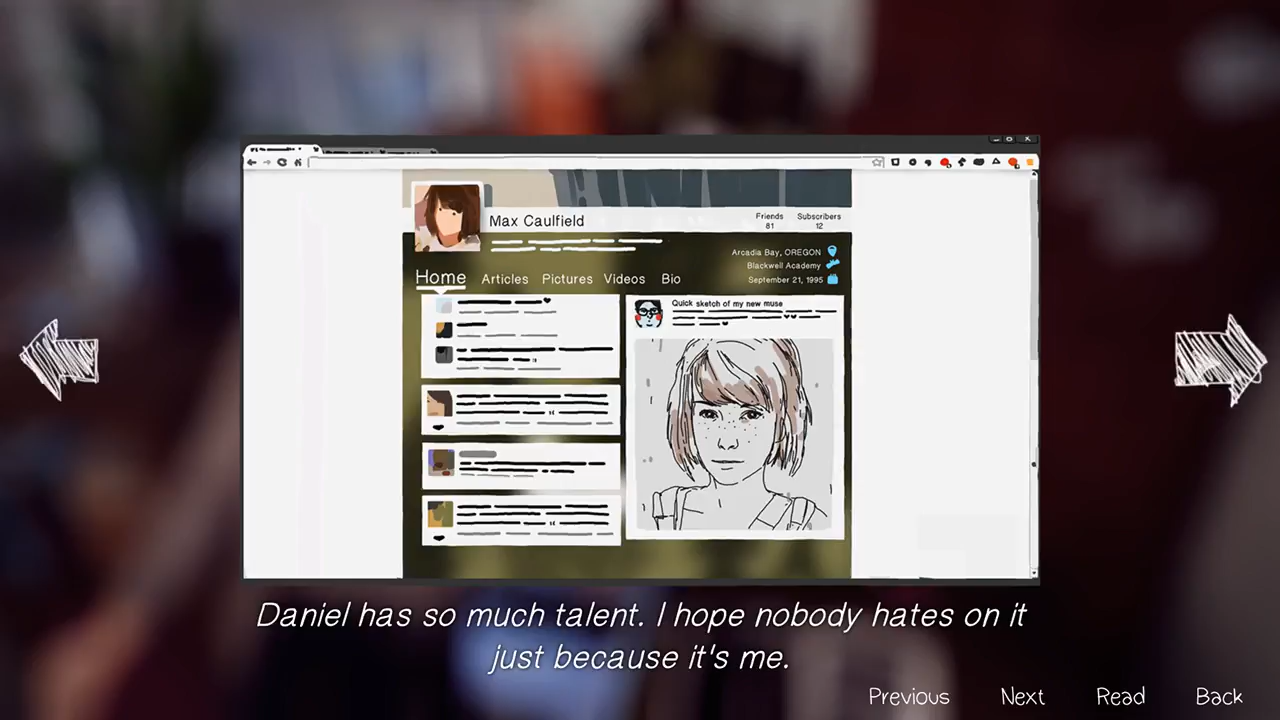 Max Caulfield
Friends
81
Subscribers
12
Arcadia Bay, OREGON
Blackwell Academy
September 21, 1995
Home Articles Pictures Videos Bio
Quick sketch of my new muse
Daniel has so much talent. I hope nobody hates on it
just because it's me.
Previous Next Read Back